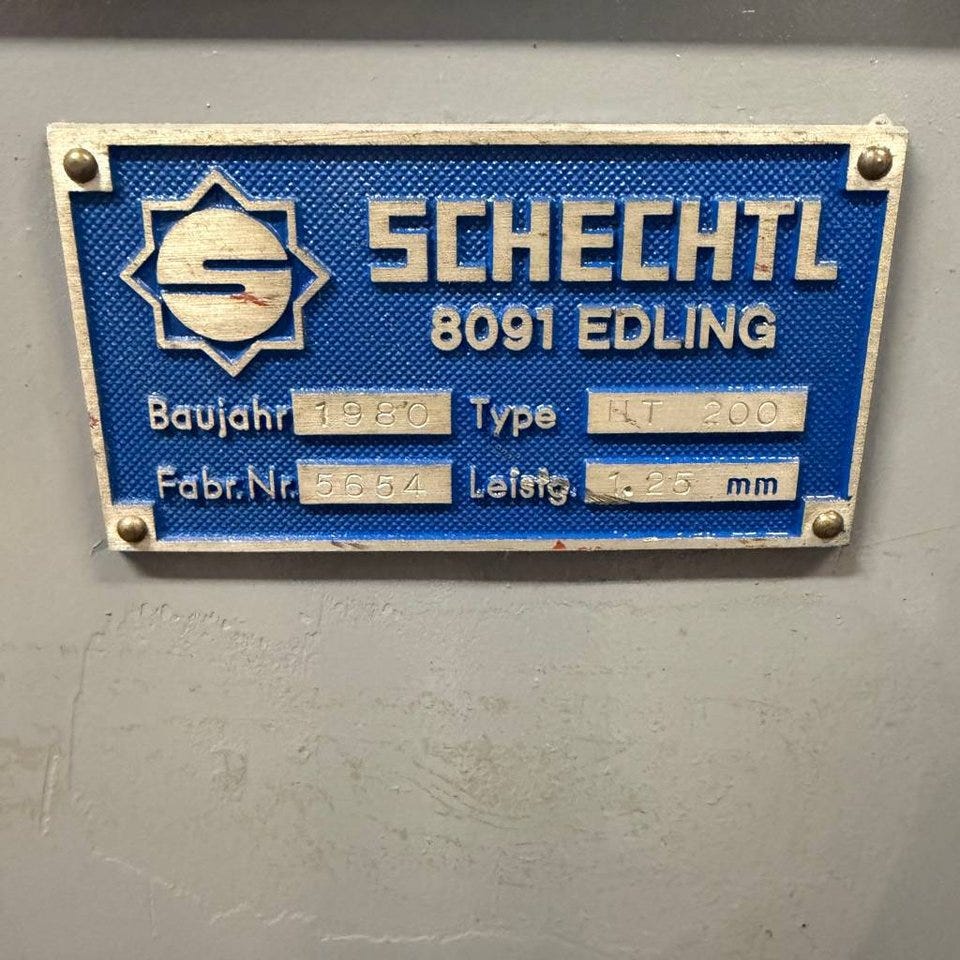 SCHECHTL
8091 EDLING
Baujahr 1980 Type HT 200
Fabr.Nr. 5654 Leistg. 1.25 mm